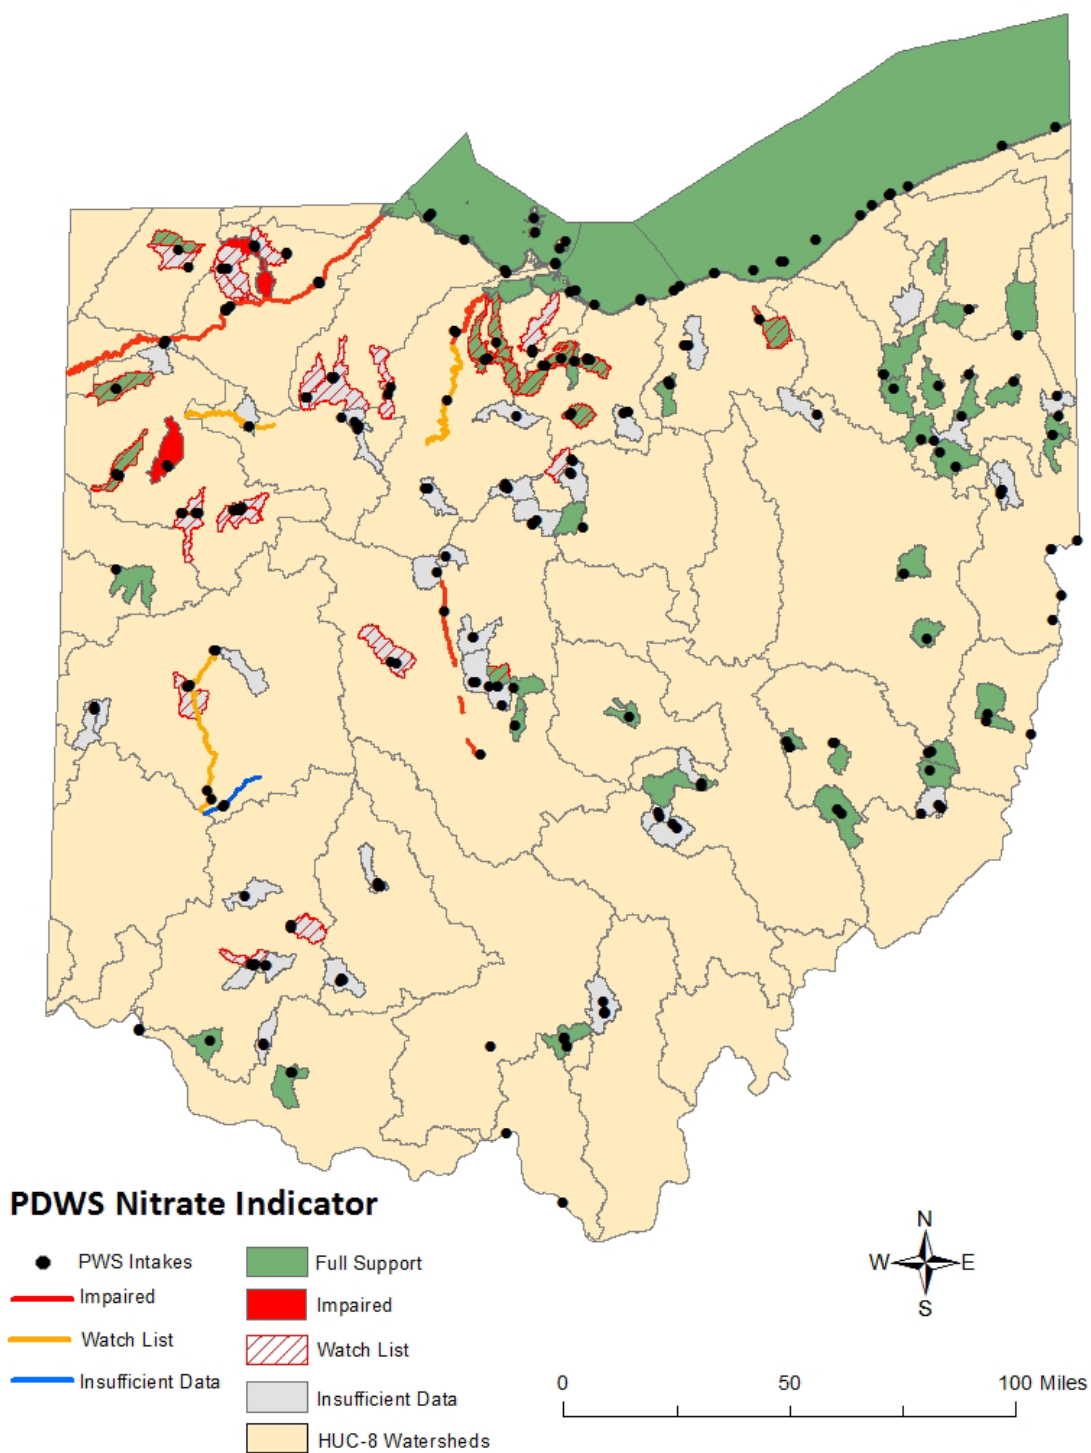 PDWS Nitrate Indicator
PWS Intakes
Impaired
Watch List
Insufficient Data
Full Support
Impaired
Watch List
Insufficient Data
HUC-8 Watersheds
N
W E
S
0 50 100 Miles